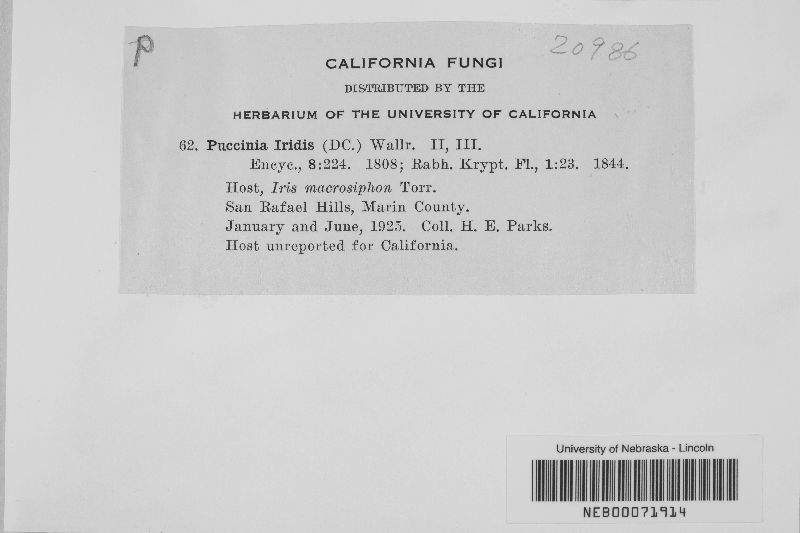 p
20986
CALIFORNIA FUNGI
DISTRIBUTED BY THE
HERBARIUM OF THE UNIVERSITY OF CALIFORNIA
62. Puccinia Iridis (DC.) Wallr. II, III.
Encyc., 8:224. 1808; Rabh. Krypt. Fl., 1:23. 1844.
Host, Iris macrosiphon Torr.
San Rafael Hills, Marin County.
January and June, 1925. Coll. H. E. Parks.
Host unreported for California.
University of Nebraska - Lincoln
NEB00071914